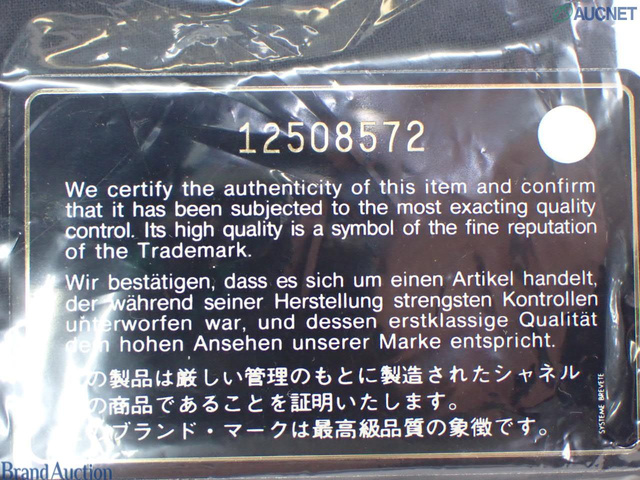 AUCNET
12508572
We certify the authenticity of this item and confirm
that it has been subjected to the most exacting quality
control. Its high quality is a symbol of the fine reputation
of the Trademark.
Wir bestätigen, dass es sich um einen Artikel handelt,
der während seiner Herstellung strengsten Kontrollen
unterworfen war, und dessen erstklassige Qualität
dem hohen Ansehen unserer Marke entspricht.
の製品は厳しい管理のもとに製造されたシャネル
の商品であることを証明いたします。
のブランド・マークは最高級品質の象徴です。
SYSTEME BREVETE
Brand Auction